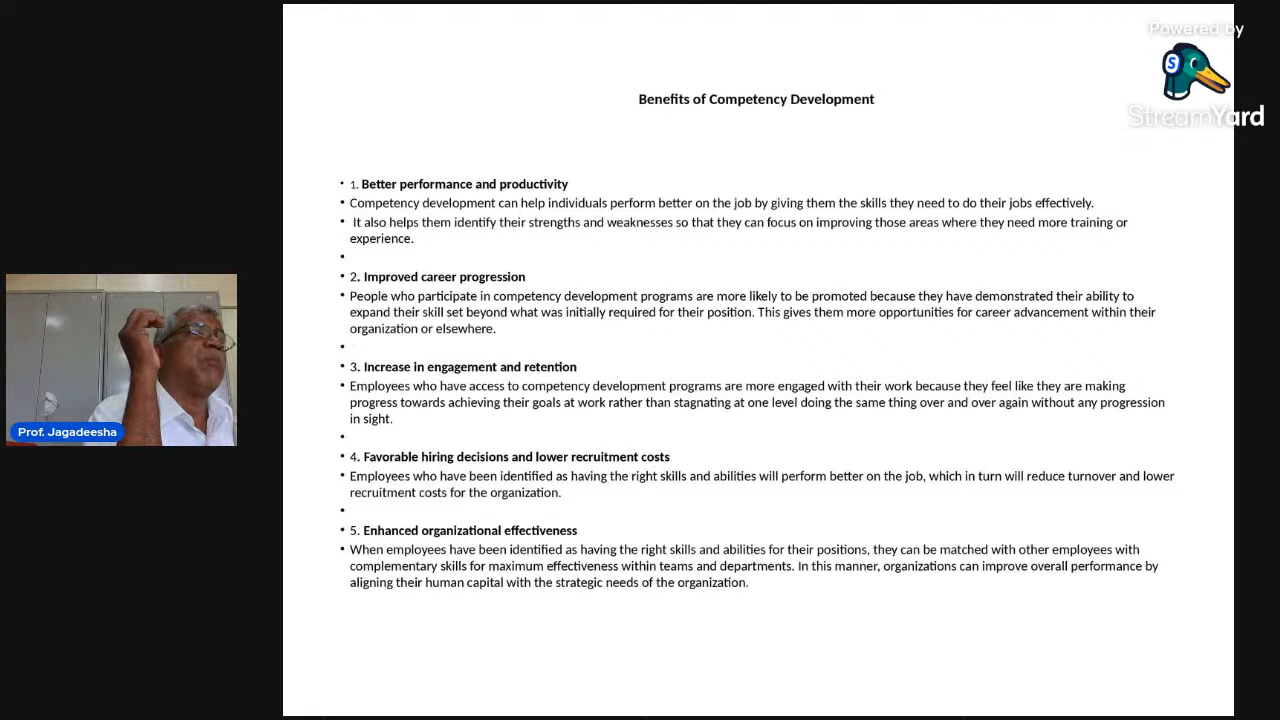 Powered by
S
StreamYard
Benefits of Competency Development
• 1. Better performance and productivity
• Competency development can help individuals perform better on the job by giving them the skills they need to do their jobs effectively.
• It also helps them identify their strengths and weaknesses so that they can focus on improving those areas where they need more training or
experience.
•
• 2. Improved career progression
• People who participate in competency development programs are more likely to be promoted because they have demonstrated their ability to
expand their skill set beyond what was initially required for their position. This gives them more opportunities for career advancement within their
organization or elsewhere.
•
• 3. Increase in engagement and retention
• Employees who have access to competency development programs are more engaged with their work because they feel like they are making
progress towards achieving their goals at work rather than stagnating at one level doing the same thing over and over again without any progression
in sight.
•
• 4. Favorable hiring decisions and lower recruitment costs
• Employees who have been identified as having the right skills and abilities will perform better on the job, which in turn will reduce turnover and lower
recruitment costs for the organization.
•
• 5. Enhanced organizational effectiveness
• When employees have been identified as having the right skills and abilities for their positions, they can be matched with other employees with
complementary skills for maximum effectiveness within teams and departments. In this manner, organizations can improve overall performance by
aligning their human capital with the strategic needs of the organization.
Prof. Jagadeesha